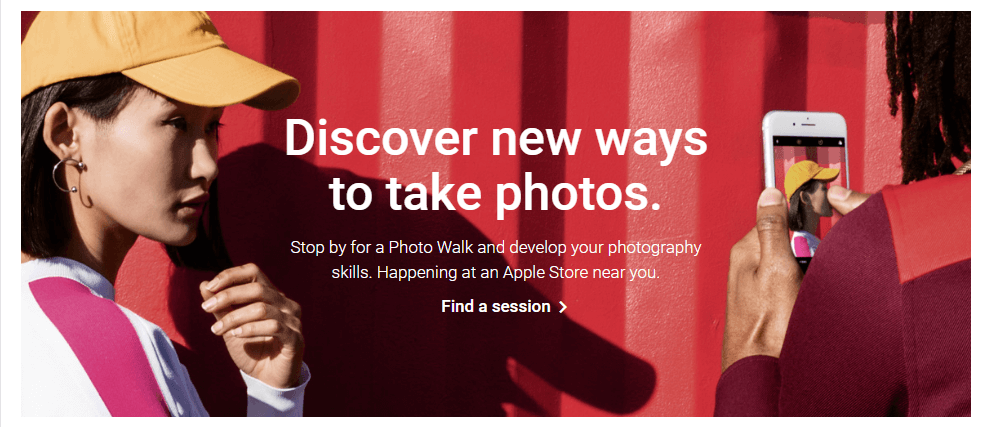 Discover new ways
to take photos.
Stop by for a Photo Walk and develop your photography
skills. Happening at an Apple Store near you.
Find a session